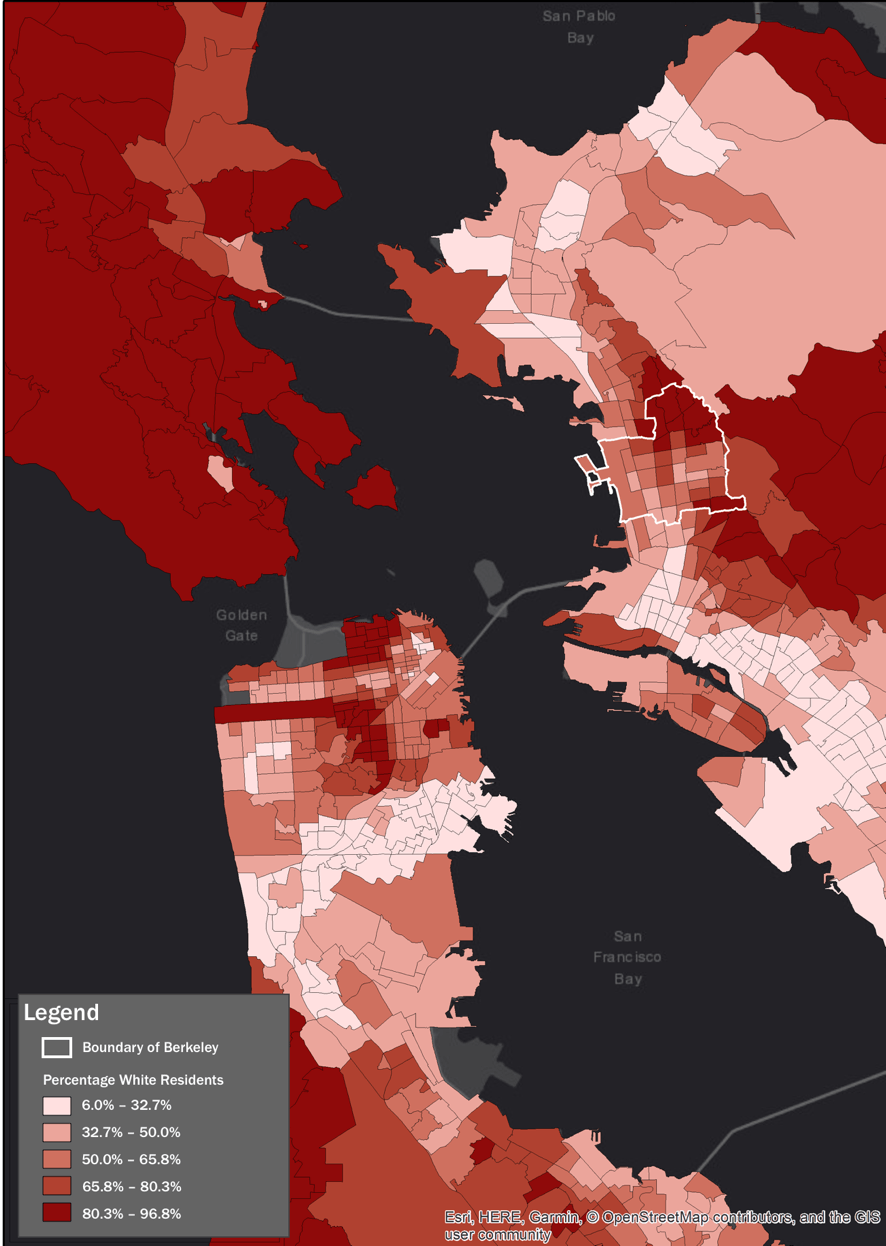 San Pablo
Bay
Golden
Gate
San
Francisco
Bay
Legend
Boundary of Berkeley
Percentage White Residents
6.0% – 32.7%
32.7% – 50.0%
50.0% – 65.8%
65.8% – 80.3%
80.3% – 96.8%
Esri, HERE, Garmin, © OpenStreetMap contributors, and the GIS
user community